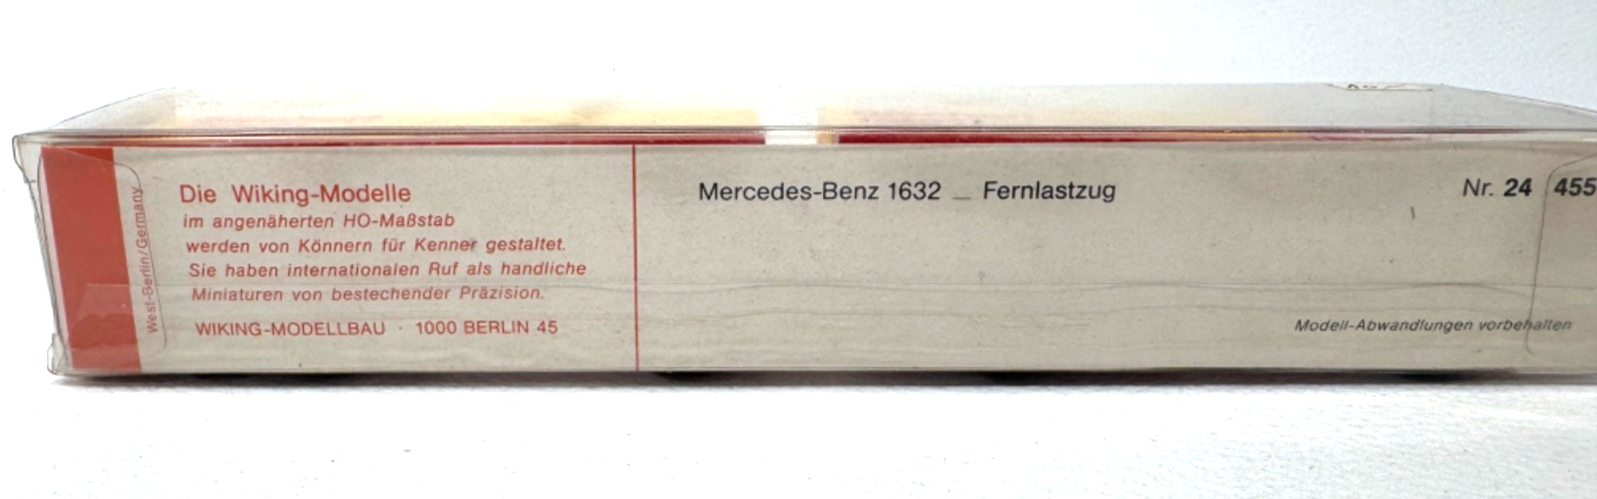 Die Wiking-Modelle
im angenäherten HO-Maßstab
werden von Könnern für Kenner gestaltet.
Sie haben internationalen Ruf als handliche
Miniaturen von bestechender Präzision.
WIKING-MODELLBAU · 1000 BERLIN 45
West-Berlin/Germany
Mercedes-Benz 1632 _ Fernlastzug
Nr. 24 455
Modell-Abwandlungen vorbehalten